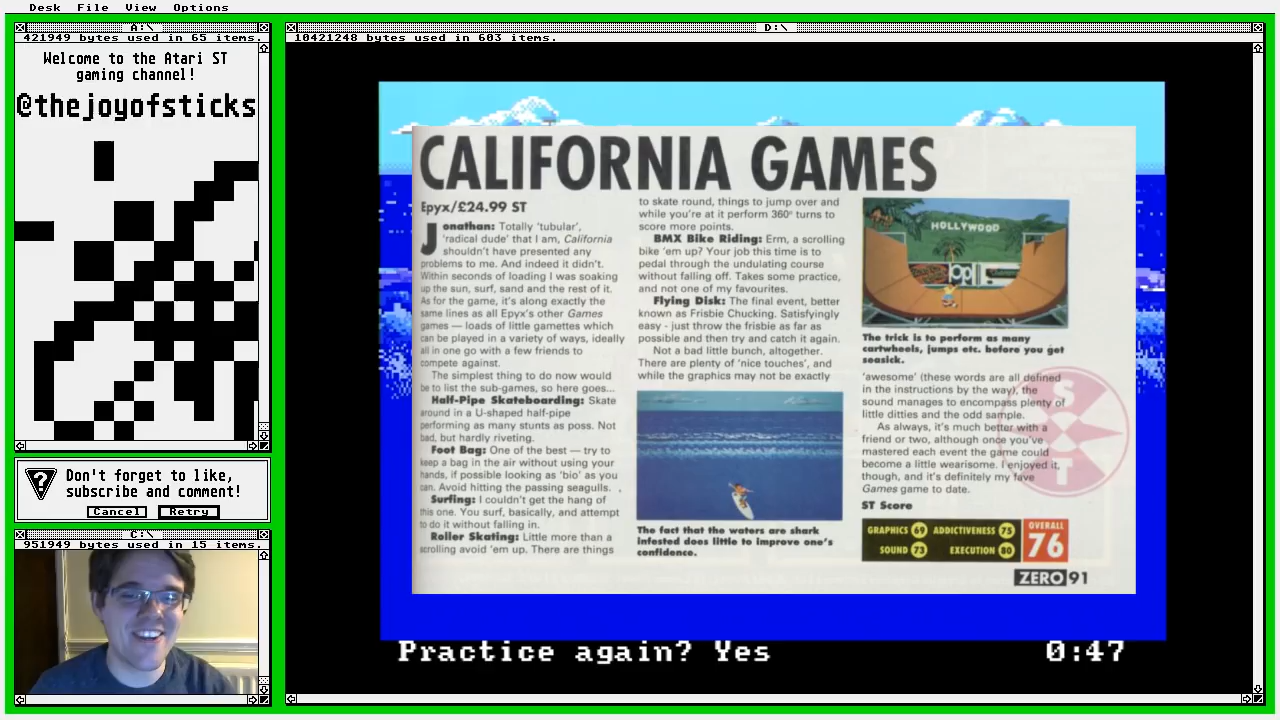 Desk File View Options
A:\
421949 bytes used in 65 items.
Welcome to the Atari ST
gaming channel!
@thejoyofsticks
Don't forget to like,
subscribe and comment!
Cancel Retry
C:\
999949 bytes used in 15 items.
D:\
10421248 bytes used in 603 items.
CALIFORNIA GAMES
Epyx/£24.99 ST
Jonathan: Totally 'tubular',
'radical dude' that I am, California
shouldn't have presented any
problems to me. And indeed it didn't.
Within seconds of loading I was soaking
up the sun, surf, sand and the rest of it.
As for the game, it's along exactly the
same lines as all Epyx's other Games
games — loads of little gamettes which
can be played in a variety of ways, ideally
all in one go with a few friends to
compete against.
The simplest thing to do now would
be to list the sub-games, so here goes...
Half-Pipe Skateboarding: Skate
around in a U-shaped half-pipe
performing as many stunts as poss. Not
bad, but hardly riveting.
Foot Bag: One of the best — try to
keep a bag in the air without using your
hands, if possible looking as 'bio' as you
can. Avoid hitting the passing seagulls.
Surfing: I couldn't get the hang of
this one. You surf, basically, and attempt
to do it without falling in.
Roller Skating: Little more than a
scrolling avoid 'em up. There are things
to skate round, things to jump over and
while you're at it perform 360° turns to
score more points.
BMX Bike Riding: Erm, a scrolling
bike 'em up? Your job this time is to
pedal through the undulating course
without falling off. Takes some practice,
and not one of my favourites.
Flying Disk: The final event, better
known as Frisbie Chucking. Satisfyingly
easy - just throw the frisbie as far as
possible and then try and catch it again.
Not a bad little bunch, altogether.
There are plenty of 'nice touches', and
while the graphics may not be exactly
The fact that the waters are shark
infested does little to improve one's
confidence.
HOLLYWOOD
The trick is to perform as many
cartwheels, jumps etc. before you get
seasick.
'awesome' (these words are all defined
in the instructions by the way), the
sound manages to encompass plenty of
little ditties and the odd sample.
As always, it's much better with a
friend or two, although once you've
mastered each event the game could
become a little wearisome. I enjoyed it,
though, and it's definitely my fave
Games game to date.
ST Score
GRAPHICS 69 ADDICTIVENESS 75
SOUND 73 EXECUTION 80
OVERALL
76
ZERO 91
Practice again? Yes 0:47